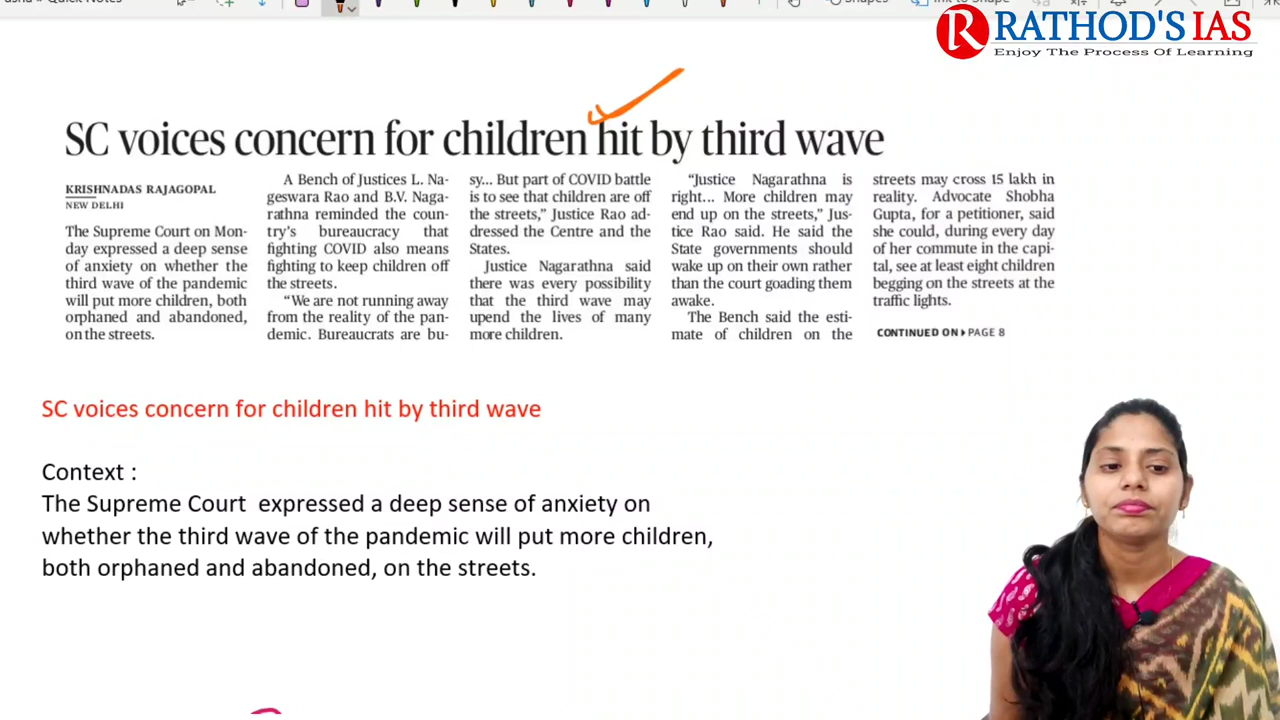 Quick Notes
Shapes
Ink to Shape
RATHOD'S IAS
Enjoy The Process Of Learning
SC voices concern for children hit by third wave
KRISHNADAS RAJAGOPAL
NEW DELHI
The Supreme Court on Mon-
day expressed a deep sense
of anxiety on whether the
third wave of the pandemic
will put more children, both
orphaned and abandoned,
on the streets.
A Bench of Justices L. Na-
geswara Rao and B.V. Naga-
rathna reminded the coun-
try's bureaucracy that
fighting COVID also means
fighting to keep children off
the streets.
“We are not running away
from the reality of the pan-
demic. Bureaucrats are bu-
sy... But part of COVID battle
is to see that children are off
the streets,” Justice Rao ad-
dressed the Centre and the
States.
Justice Nagarathna said
there was every possibility
that the third wave may
upend the lives of many
more children.
“Justice Nagarathna is
right... More children may
end up on the streets,” Jus-
tice Rao said. He said the
State governments should
wake up on their own rather
than the court goading them
awake.
The Bench said the esti-
mate of children on the
streets may cross 15 lakh in
reality. Advocate Shobha
Gupta, for a petitioner, said
she could, during every day
of her commute in the capi-
tal, see at least eight children
begging on the streets at the
traffic lights.
CONTINUED ON ▸ PAGE 8
SC voices concern for children hit by third wave
Context :
The Supreme Court expressed a deep sense of anxiety on
whether the third wave of the pandemic will put more children,
both orphaned and abandoned, on the streets.